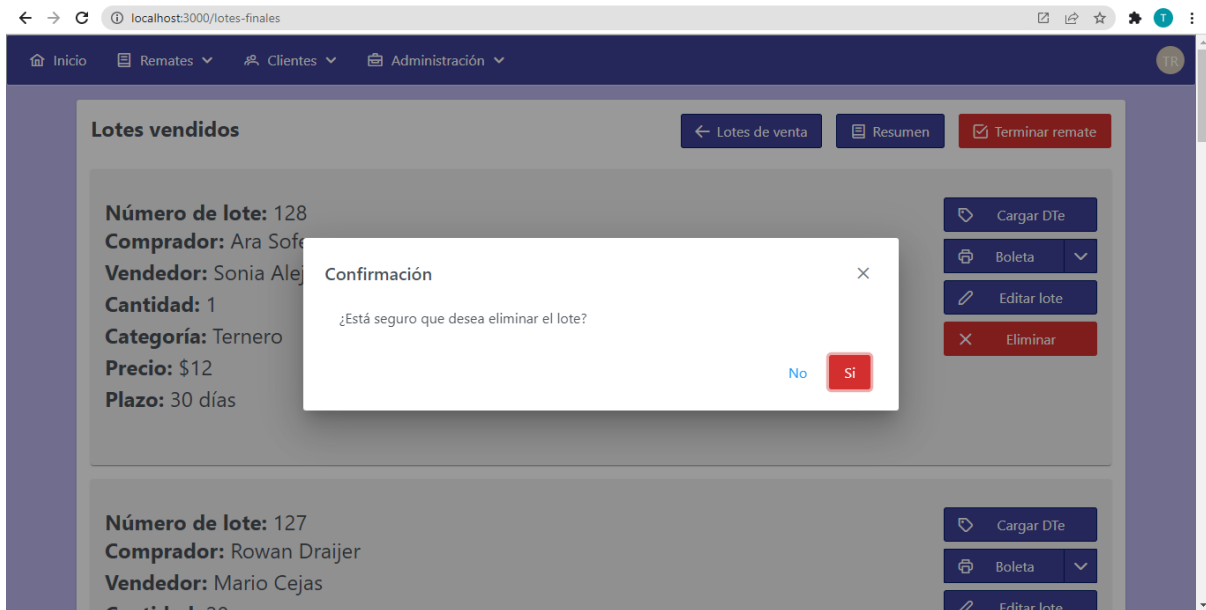 localhost:3000/lotes-finales
T
Inicio Remates Clientes Administración TR
Lotes vendidos
Lotes de venta Resumen Terminar remate
Número de lote: 128
Comprador: Ara
Vendedor: Sonia
Cantidad: 1
Categoría: Ternero
Precio: $12
Plazo: 30 días
Cargar DTe
Boleta
Editar lote
Eliminar
Confirmación
¿Está seguro que desea eliminar el lote?
No Sí
Número de lote: 127
Comprador: Rowan Draijer
Vendedor: Mario Cejas
Cargar DTe
Boleta
Editar lote